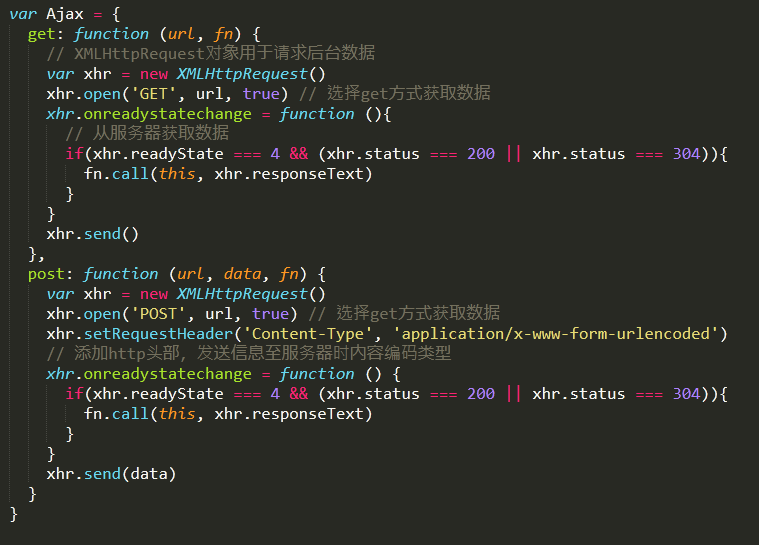 var Ajax = {
  get: function (url, fn) {
    // XMLHttpRequest对象用于请求后台数据
    var xhr = new XMLHttpRequest()
    xhr.open('GET', url, true) // 选择get方式获取数据
    xhr.onreadystatechange = function (){
      // 从服务器获取数据
      if(xhr.readyState === 4 && (xhr.status === 200 || xhr.status === 304)){
        fn.call(this, xhr.responseText)
      }
    }
    xhr.send()
  },
  post: function (url, data, fn) {
    var xhr = new XMLHttpRequest()
    xhr.open('POST', url, true) // 选择get方式获取数据
    xhr.setRequestHeader('Content-Type', 'application/x-www-form-urlencoded')
    // 添加http头部，发送信息至服务器时内容编码类型
    xhr.onreadystatechange = function () {
      if(xhr.readyState === 4 && (xhr.status === 200 || xhr.status === 304)){
        fn.call(this, xhr.responseText)
      }
    }
    xhr.send(data)
  }
}